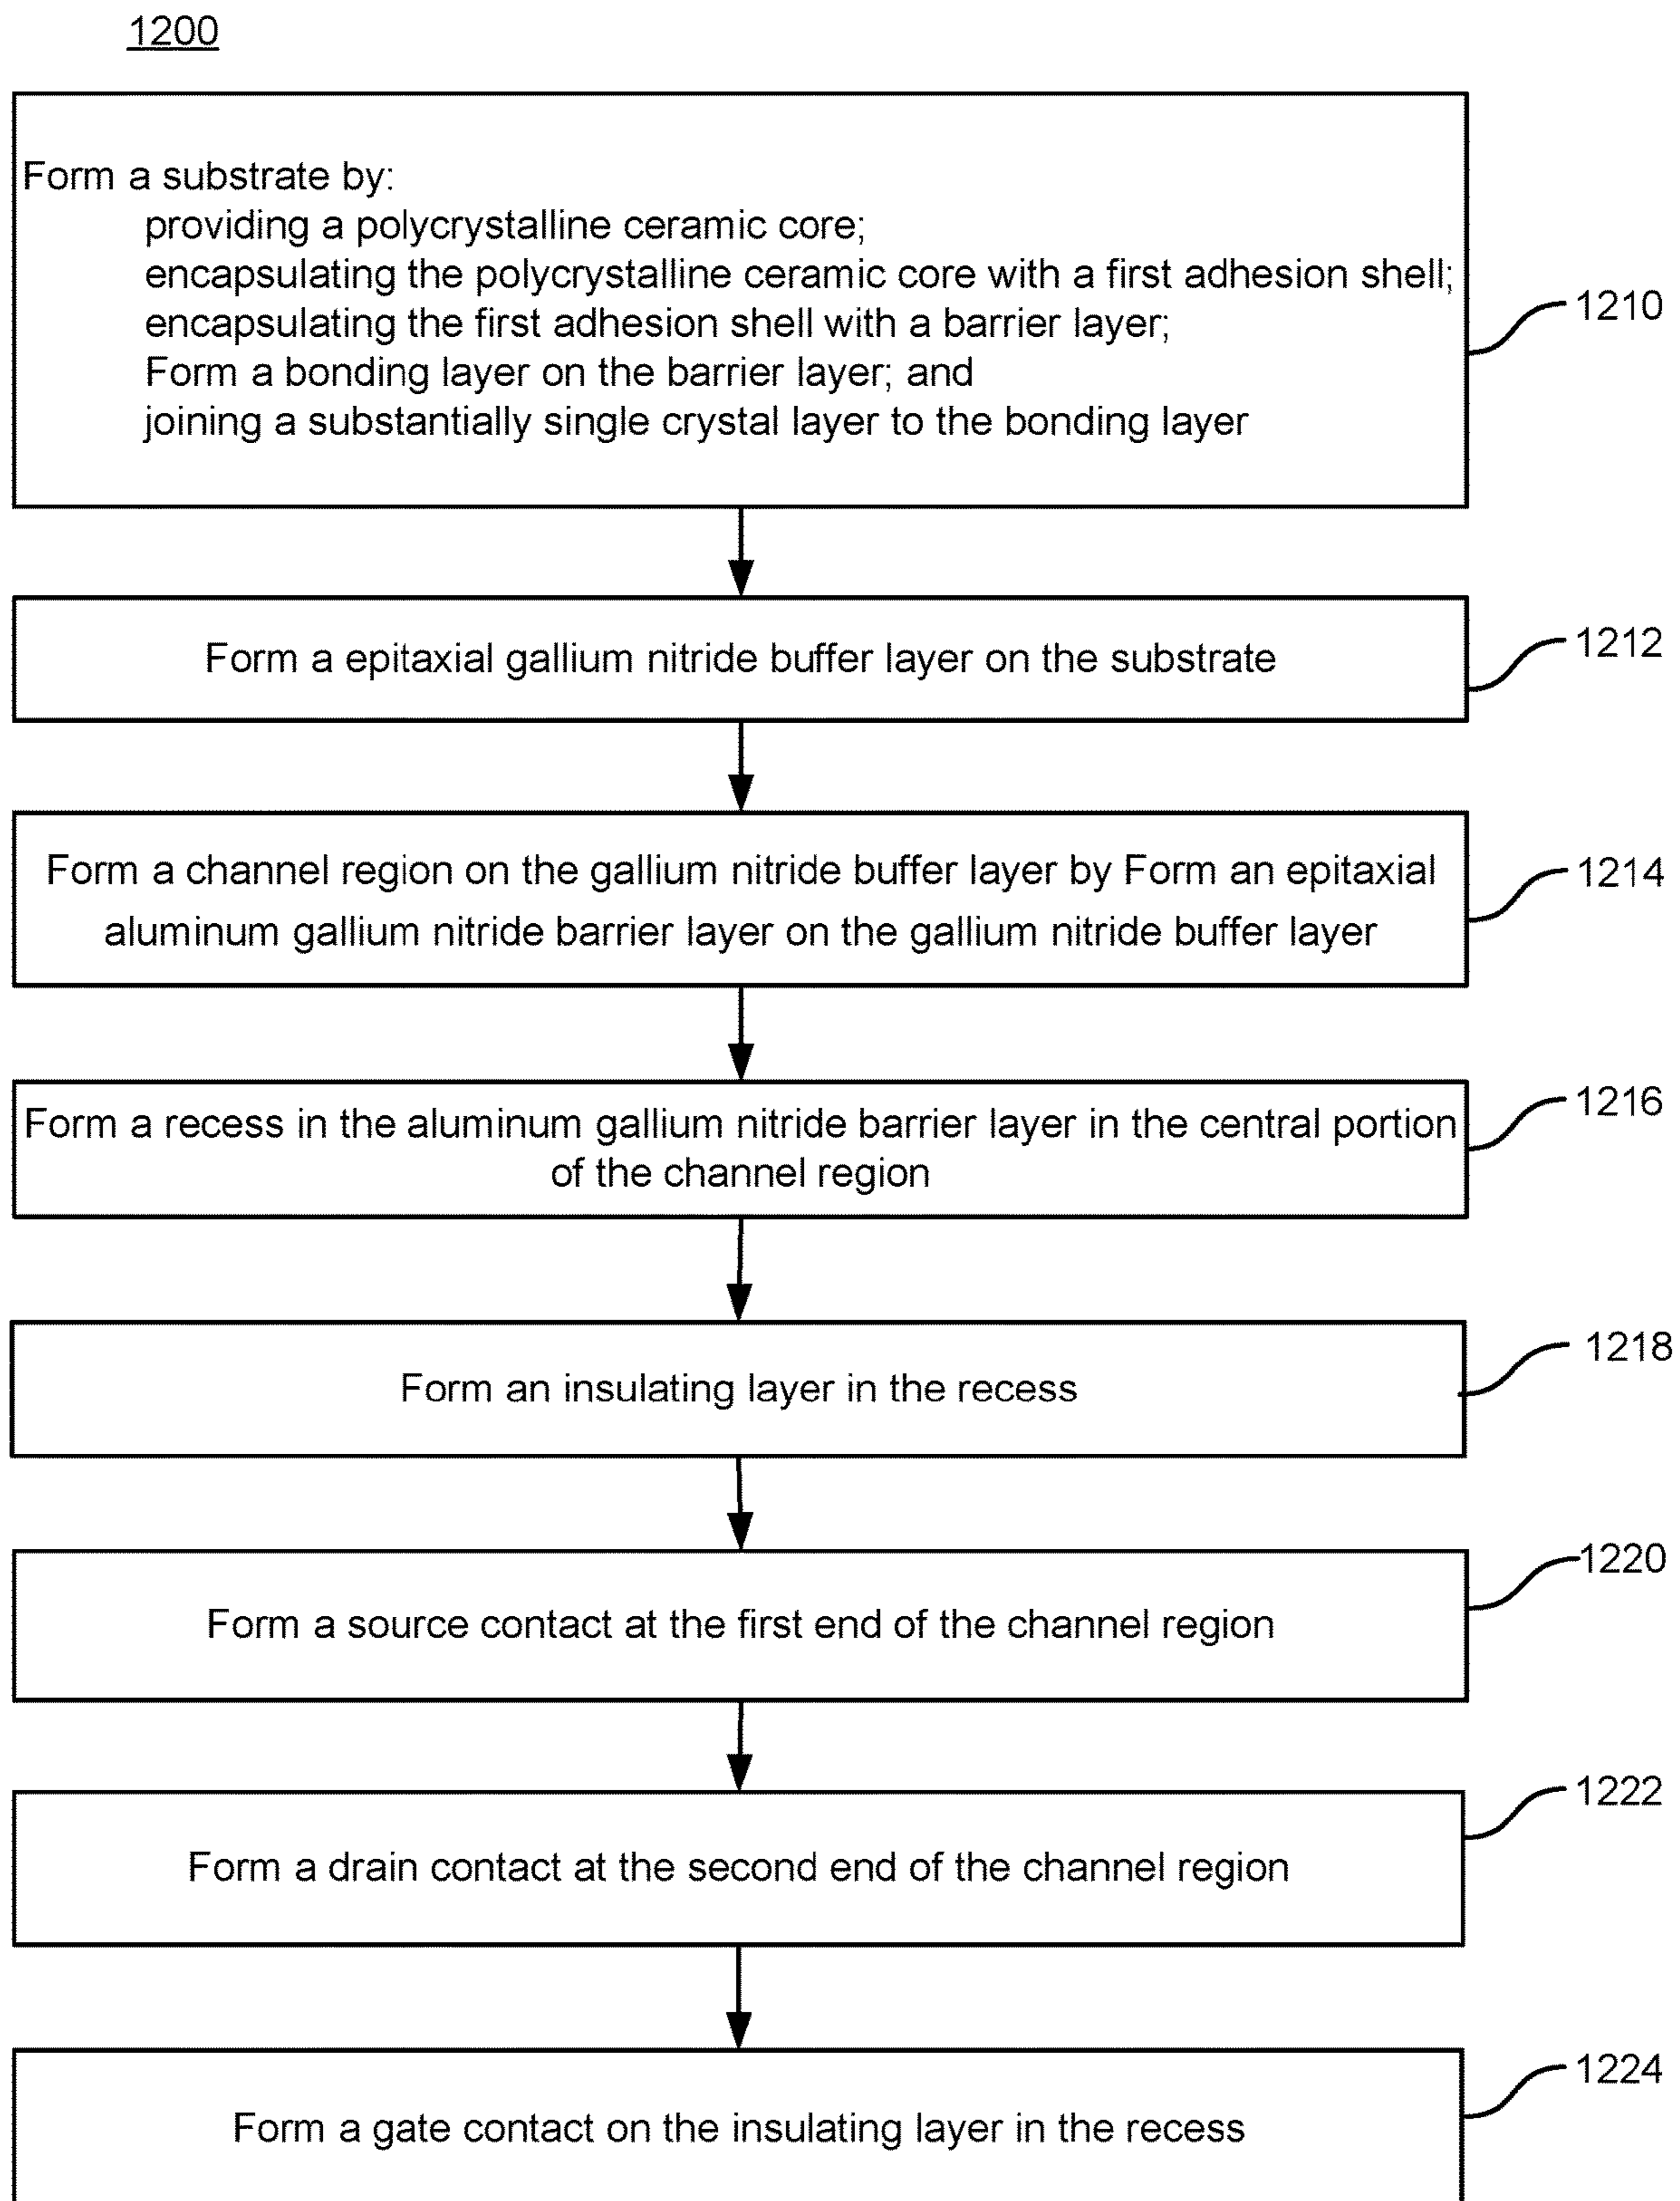 1200
Form a substrate by:
providing a polycrystalline ceramic core;
encapsulating the polycrystalline ceramic core with a first adhesion shell;
encapsulating the first adhesion shell with a barrier layer;
Form a bonding layer on the barrier layer; and
joining a substantially single crystal layer to the bonding layer
1210
Form a epitaxial gallium nitride buffer layer on the substrate
1212
Form a channel region on the gallium nitride buffer layer by Form an epitaxial
aluminum gallium nitride barrier layer on the gallium nitride buffer layer
1214
Form a recess in the aluminum gallium nitride barrier layer in the central portion
of the channel region
1216
Form an insulating layer in the recess
1218
Form a source contact at the first end of the channel region
1220
Form a drain contact at the second end of the channel region
1222
Form a gate contact on the insulating layer in the recess
1224